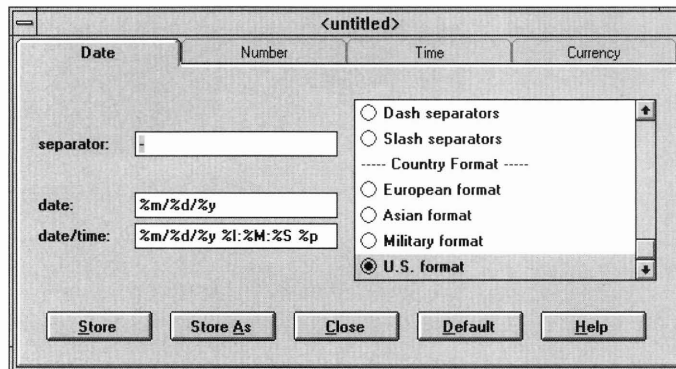 <untitled>
Date Number Time Currency
separator: -
date: %m/%d/%y
date/time: %m/%d/%y %I:%M:%S %p
Dash separators
Slash separators
----- Country Format -----
European format
Asian format
Military format
U.S. format
Store Store As Close Default Help